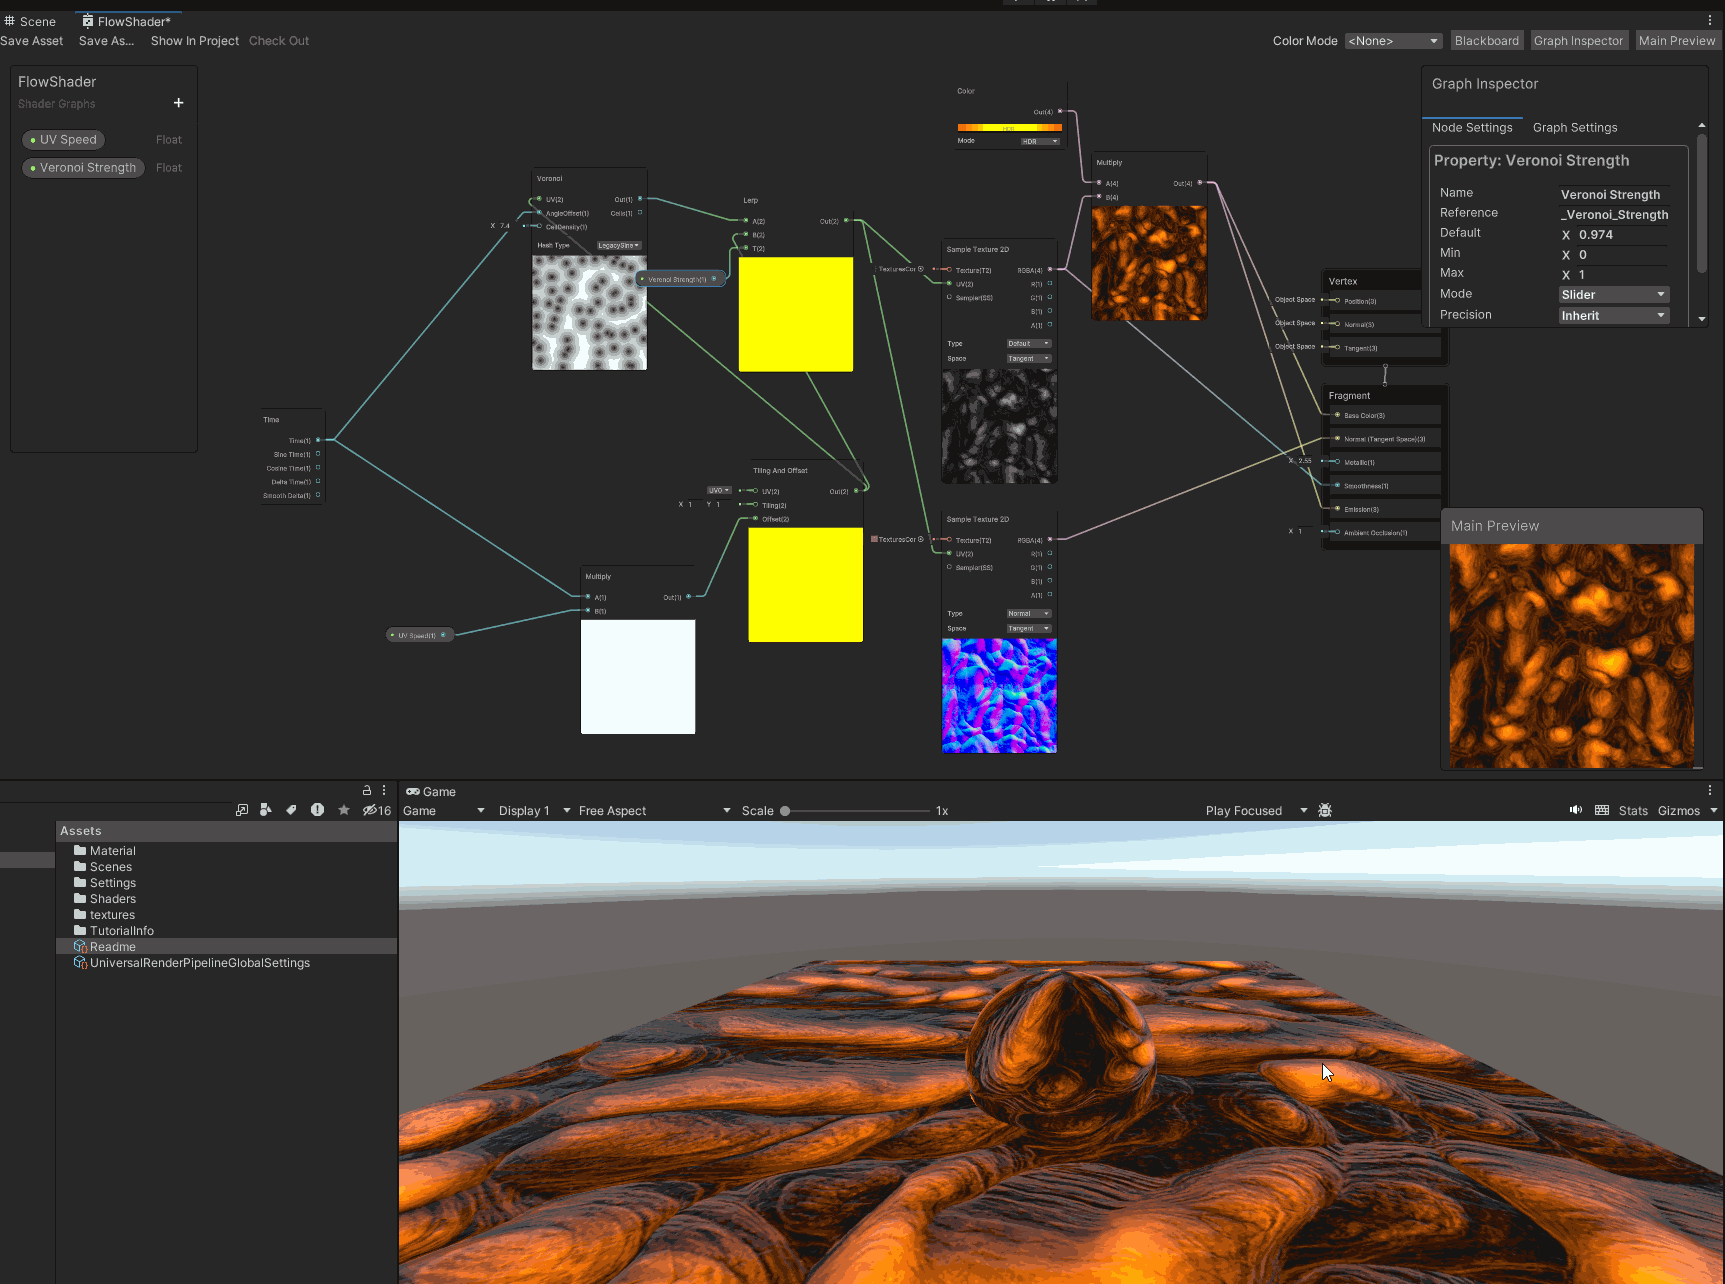 Scene
FlowShader*
Save Asset
Save As...
Show In Project
Check Out
Color Mode
<None>
Blackboard
Graph Inspector
Main Preview
FlowShader
Shader Graphs
+
UV Speed
Float
Veronoi Strength
Float
Color
Out(4)
HDR
Mode
HDR
Multiply
A(4)
Out(4)
B(4)
Voronoi
UV(2)
Out(1)
AngleOffset(1)
Cells(1)
X 7.4
CellDensity(1)
Hash Type
LegacySine
Veronoi Strength(1)
Lerp
A(2)
Out(2)
B(2)
T(2)
Sample Texture 2D
TexturesCor
Texture(T2)
RGBA(4)
UV(2)
R(1)
Sampler(SS)
G(1)
B(1)
A(1)
Type
Default
Space
Tangent
Time
Time(1)
Sine Time(1)
Cosine Time(1)
Delta Time(1)
Smooth Delta(1)
Tiling And Offset
UV0
UV(2)
Out(2)
X 1 Y 1
Tiling(2)
Offset(2)
Multiply
A(1)
Out(1)
B(1)
UV Speed(1)
Sample Texture 2D
TexturesCor
Texture(T2)
RGBA(4)
UV(2)
R(1)
Sampler(SS)
G(1)
B(1)
A(1)
Type
Normal
Space
Tangent
Graph Inspector
Node Settings
Graph Settings
Property: Veronoi Strength
Name
Veronoi Strength
Reference
_Veronoi_Strength
Default
X 0.974
Min
X 0
Max
X 1
Mode
Slider
Precision
Inherit
Vertex
Object Space
Position(3)
Object Space
Normal(3)
Object Space
Tangent(3)
Fragment
Base Color(3)
Normal (Tangent Space)(3)
X 2.55
Metallic(1)
Smoothness(1)
Emission(3)
X 1
Ambient Occlusion(1)
Main Preview
16
Assets
Material
Scenes
Settings
Shaders
textures
TutorialInfo
Readme
UniversalRenderPipelineGlobalSettings
Game
Game
Display 1
Free Aspect
Scale
1x
Play Focused
Stats
Gizmos